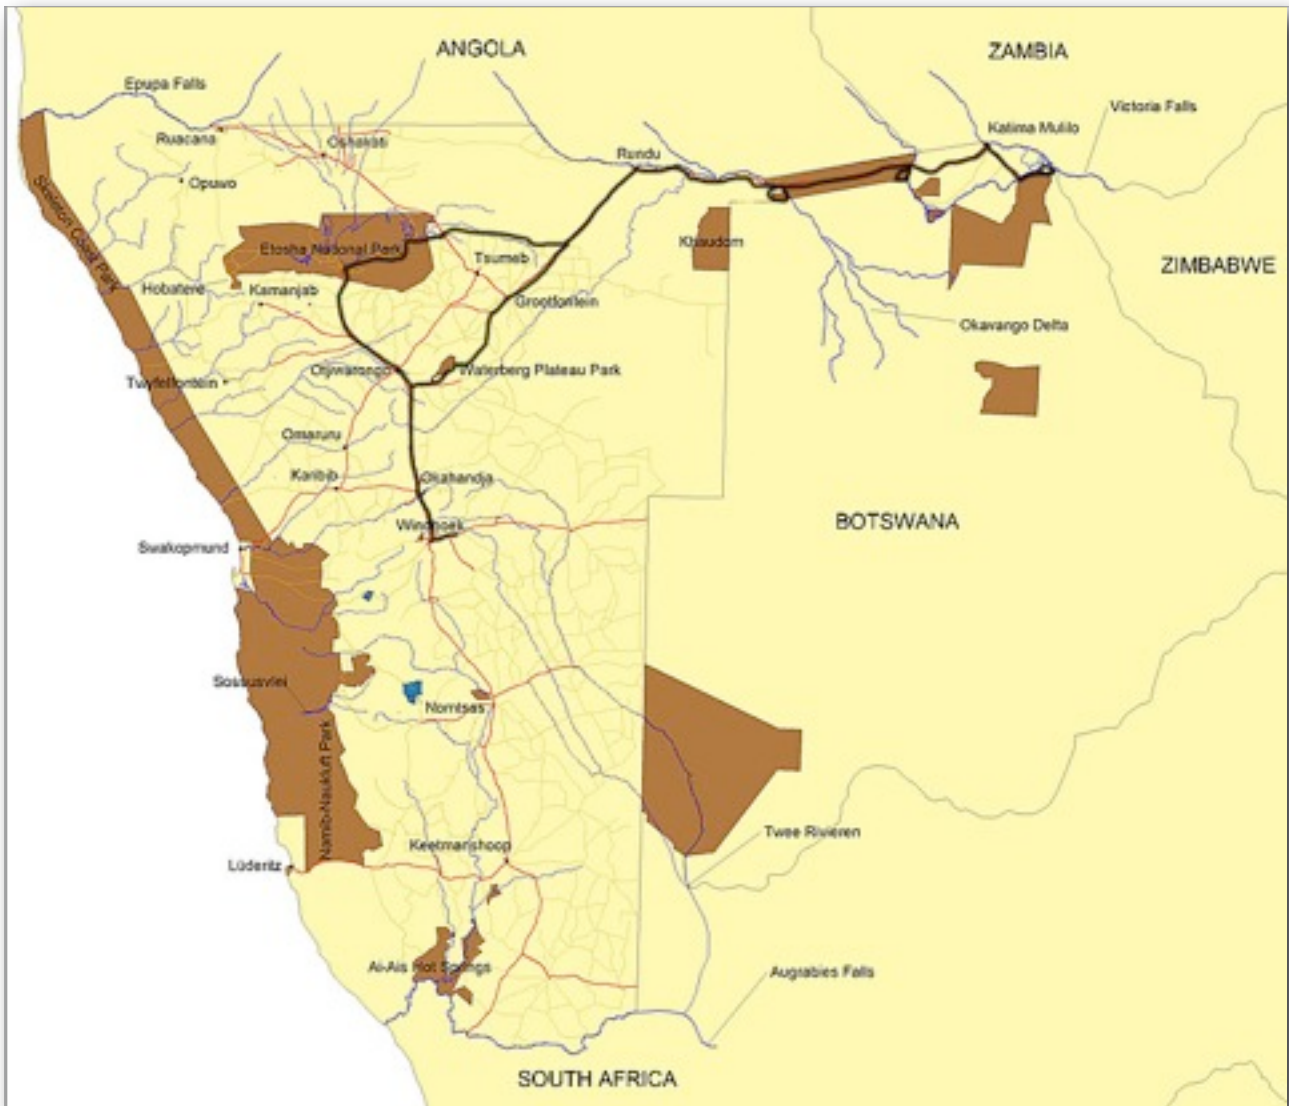 ANGOLA
ZAMBIA
Epupa Falls
Victoria Falls
Katima Mulilo
Ruacana
Oshakati
Rundu
Opuwo
Skeleton Coast Park
Etosha National Park
Khaudom
Tsumeb
ZIMBABWE
Hobatere
Kamanjab
Grootfontein
Okavango Delta
Otjiwarongo
Waterberg Plateau Park
Twyfelfontein
Omaruru
Karibib
Okahandja
Windhoek
BOTSWANA
Swakopmund
Sossusvlei
Nomtsas
Namib-Naukluft Park
Twee Rivieren
Keetmanshoop
Lüderitz
Ai-Ais Hot Springs
Augrabies Falls
SOUTH AFRICA